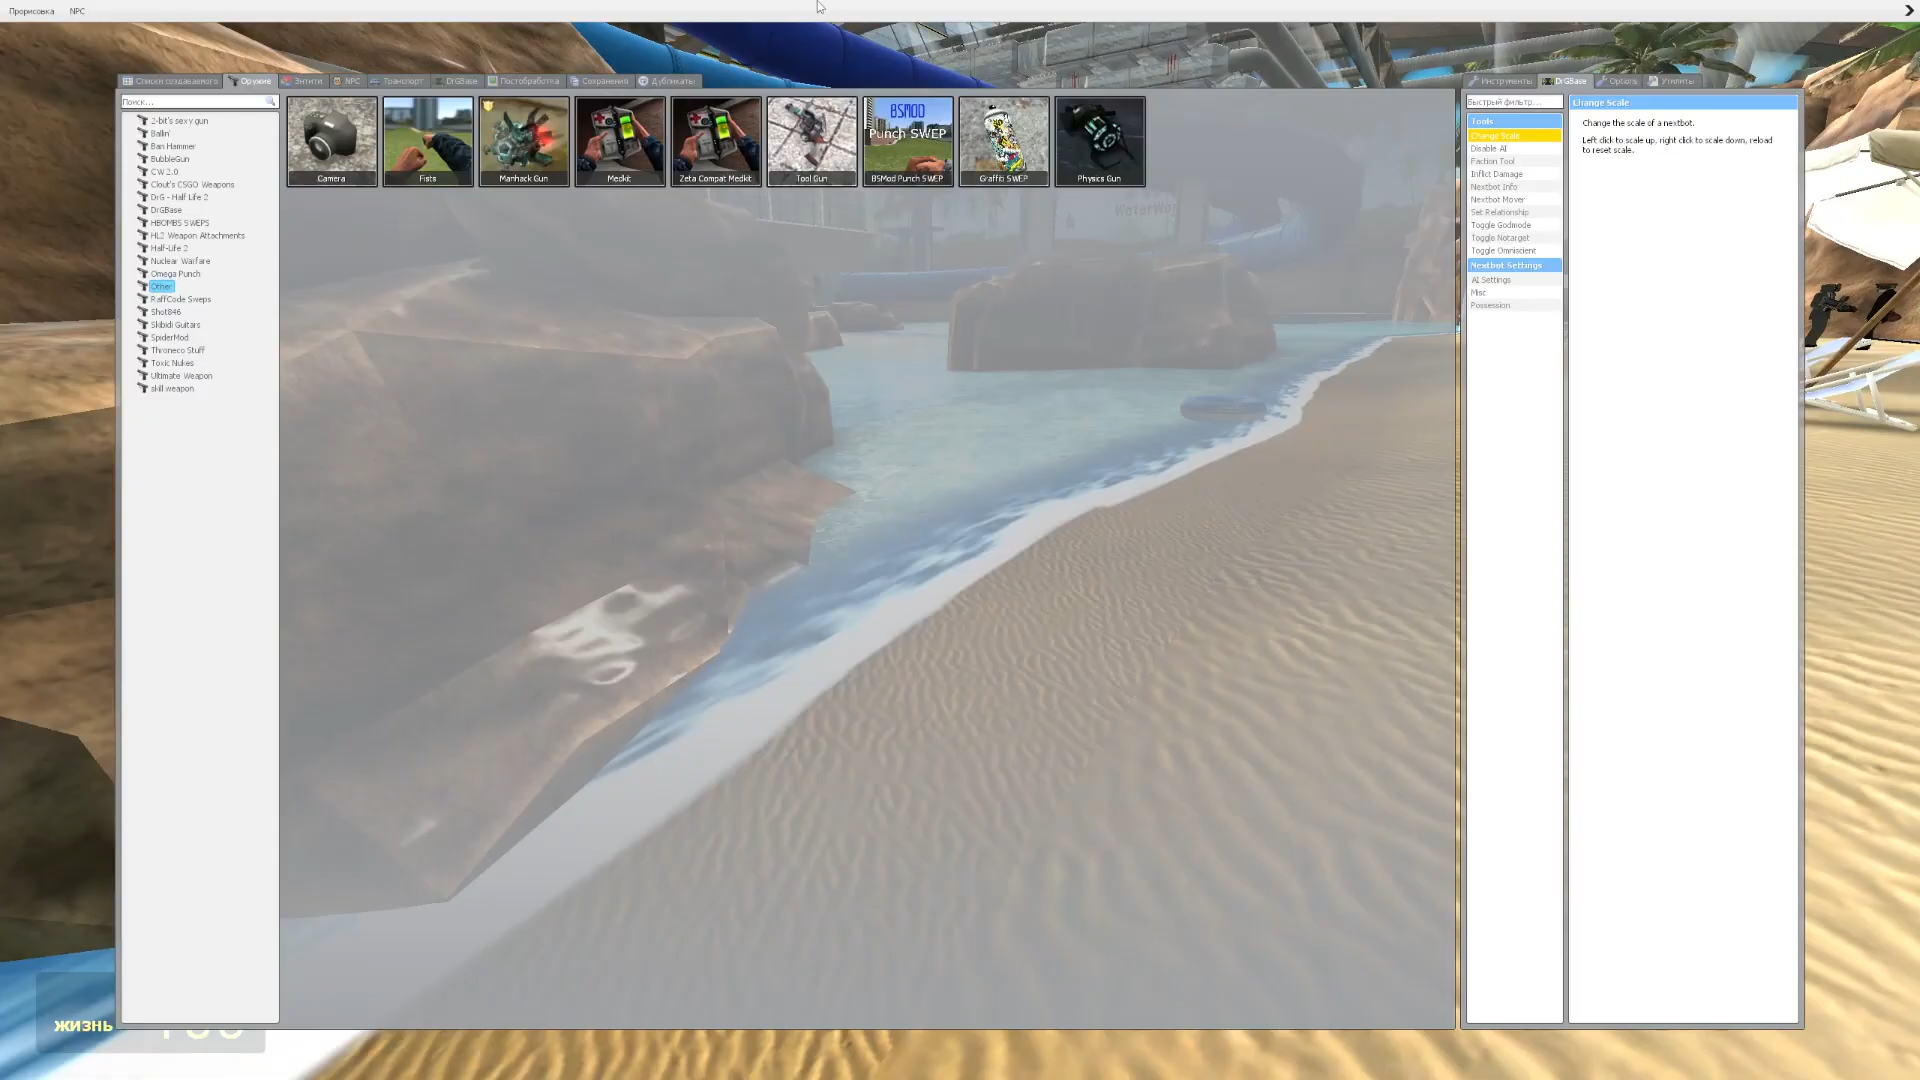 Прорисовка NPC
Списки создаваемого Оружие Энтити NPC Транспорт DrGBase Постобработка Сохранения Дубликаты
Поиск...
2-bit's sexy gun
Ballin'
Ban Hammer
BubbleGun
CW 2.0
Clout's CSGO Weapons
DrG - Half Life 2
DrGBase
HBOMBS SWEPS
HL2 Weapon Attachments
Half-Life 2
Nuclear Warfare
Omega Punch
Other
RaffCode Sweps
Shot846
Skibidi Guitars
SpiderMod
Throneco Stuff
Toxic Nukes
Ultimate Weapon
skill weapon
BSMOD
Punch SWEP
Camera Fists Manhack Gun Medkit Zeta Compat Medkit Tool Gun BSMod Punch SWEP Graffiti SWEP Physics Gun
Инструменты DrGBase Options Утилиты
Быстрый фильтр...
Tools
Change Scale
Disable AI
Faction Tool
Inflict Damage
Nextbot Info
Nextbot Mover
Set Relationship
Toggle Godmode
Toggle Notarget
Toggle Omniscient
Nextbot Settings
AI Settings
Misc
Possession
Change Scale
Change the scale of a nextbot.
Left click to scale up, right click to scale down, reload
to reset scale.
ЖИЗНЬ 100